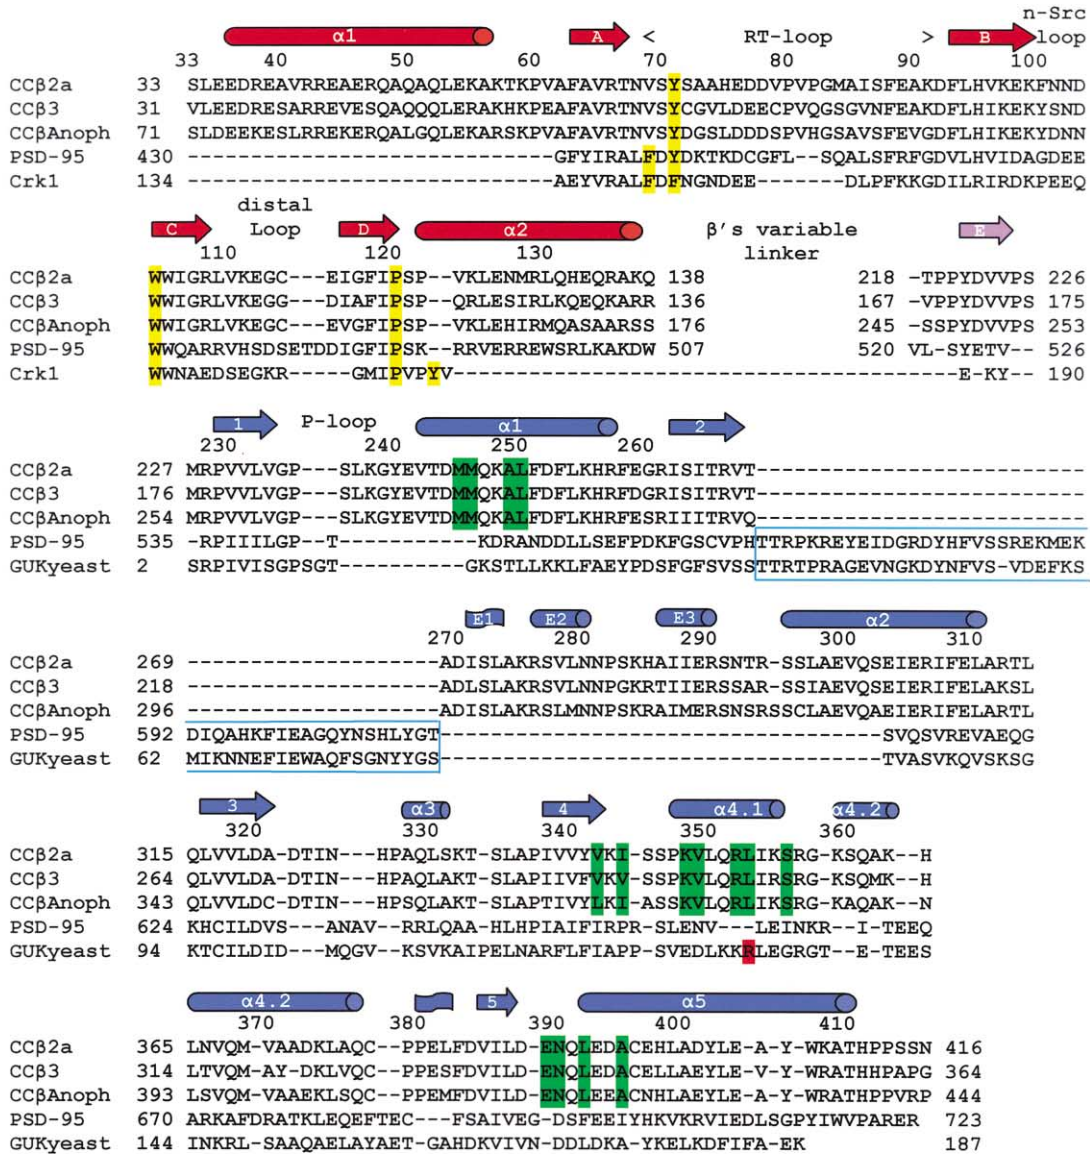 n-Src
α1 A < RT-loop > B loop
33 40 50 60 70 80 90 100
CCβ2a 33 SLEEDREAVRREAERQAQAQLEKAKTKPVAFAVRTNVSYSAAHEDDVPVPGMAISFEAKDFLHVKEKFNND
CCβ3 31 VLEEDRESARREVESQAQQQLERAKHKPEAFAVRTNVSYCGVLDEECPVQGSGVNFEAKDFLHIKEKYSND
CCβAnoph 71 SLDEEKESLRREKERQALGQLEKARSKPVAFAVRTNVSYDGSLDDDSPVHGSAVSFEVGDFLHIKEKYDNN
PSD-95 430 -----------------------------GFYIRALFDYDKTKDCGFL--SQALSFRFGDVLHVIDAGDEE
Crk1 134 -----------------------------AEYVRALFDFNGNDEE-------DLPFKKGDILRIRDKPEEQ
C distal Loop D α2 β's variable linker E
110 120 130
CCβ2a WWIGRLVKEGC---EIGFIPSP--VKLENMRLQHEQRAKQ 138 218 -TPPYDVVPS 226
CCβ3 WWIGRLVKEGG---DIAFIPSP--QRLESIRLKQEQKARR 136 167 -VPPYDVVPS 175
CCβAnoph WWIGRLVKEGC---EVGFIPSP--VKLEHIRMQASAARSS 176 245 -SSPYDVVPS 253
PSD-95 WWQARRVHSDSETDDIGFIPSK--RRVERREWSRLKAKDW 507 520 VL-SYETV-- 526
Crk1 WWNAEDSEGKR-----GMIPVPYV---------------- E-KY-- 190
1 P-loop α1 2
230 240 250 260
CCβ2a 227 MRPVVLVGP---SLKGYEVTDMMQKALFDFLKHRFEGRISITRVT--------------------------
CCβ3 176 MRPVVLVGP---SLKGYEVTDMMQKALFDFLKHRFDGRISITRVT--------------------------
CCβAnoph 254 MRPVVLVGP---SLKGYEVTDMMQKALFDFLKHRFESRIIITRVQ--------------------------
PSD-95 535 -RPIIILGP--T---------KDRANDDLLSEFPDKFGSCVPHTTRPKREYEIDGRDYHFVSSREKMEK
GUKyeast 2 SRPIVISGPSGT---------GKSTLLKKLFAEYPDSFGFSVSSTTRTPRAGEVNGKDYNFVS-VDEFKS
E1 E2 E3 α2
270 280 290 300 310
CCβ2a 269 --------------------ADISLAKRSVLNNPSKHAIIERSNTR-SSLAEVQSEIERIFELARTL
CCβ3 218 --------------------ADLSLAKRSVLNNPGKRTIIERSSAR-SSIAEVQSEIERIFELAKSL
CCβAnoph 296 --------------------ADISLAKRSLMNNPSKRAIMERSNSRSSCLAEVQAEIERIFELARTL
PSD-95 592 DIQAHKFIEAGQYNSHLYGT-----------------------------------SVQSVREVAEQG
GUKyeast 62 MIKNNEFIEWAQFSGNYYGS-----------------------------------TVASVKQVSKSG
3 α3 4 α4.1 α4.2
320 330 340 350 360
CCβ2a 315 QLVVLDA-DTIN---HPAQLSKT-SLAPIVVYVKI-SSPKVLQRLIKSRG-KSQAK--H
CCβ3 264 QLVVLDA-DTIN---HPAQLAKT-SLAPIIVFVKV-SSPKVLQRLIRSRG-KSQMK--H
CCβAnoph 343 QLVVLDC-DTIN---HPSQLAKT-SLAPTIVYLKI-ASSKVLQRLIKSRG-KAQAK--N
PSD-95 624 KHCILDVS---ANAV---RRLQAA-HLHPIAIFIRPR-SLENV---LEINKR--I-TEEQ
GUKyeast 94 KTCILDID---MQGV---KSVKAIPELNARFLFIAPP-SVEDLKKRLEGRGT--E-TEES
α4.2 5 α5
370 380 390 400 410
CCβ2a 365 LNVQM-VAADKLAQC--PPELFDVILD-ENQLEDACEHLADYLE-A-Y-WKATHPPSSN 416
CCβ3 314 LTVQM-AY-DKLVQC--PPESFDVILD-ENQLEDACELLAEYLE-V-Y-WRATHHPAPG 364
CCβAnoph 393 LSVQM-VAAEKLSQC--PPEMFDVILD-ENQLEEACNHLAEYLE-A-Y-WRATHPPVRP 444
PSD-95 670 ARKAFDRATKLEQEFTEC---FSAIVEG-DSFEEIYHKVKRVIEDLSGPYIWVPARER 723
GUKyeast 144 INKRL-SAAQAELAYAET-GAHDKVIVN-DDLDKA-YKELKDFIFA-EK 187